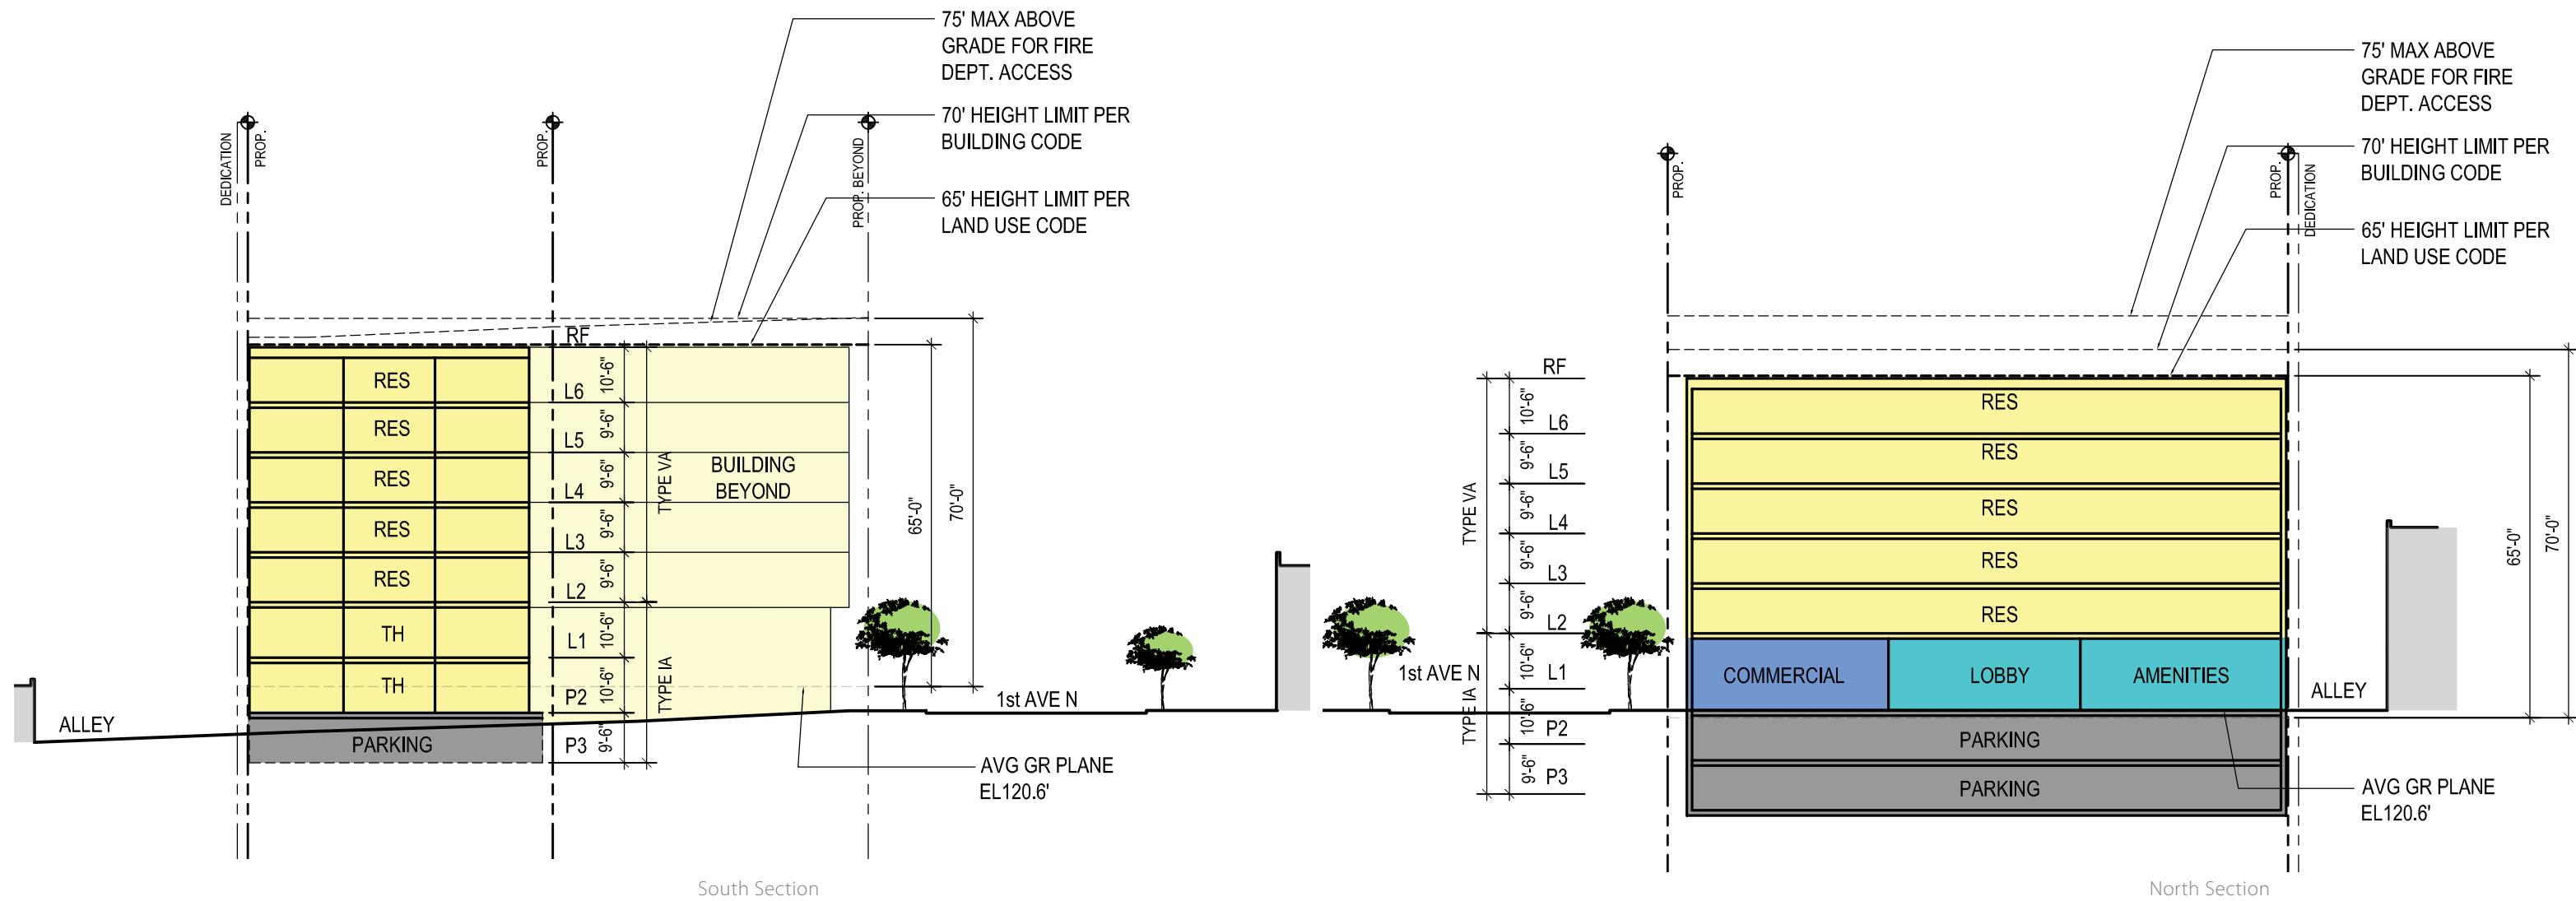 75' MAX ABOVE
GRADE FOR FIRE
DEPT. ACCESS
70' HEIGHT LIMIT PER
BUILDING CODE
65' HEIGHT LIMIT PER
LAND USE CODE
DEDICATION
PROP.
PROP.
PROP. BEYOND
RF
RES
L6
10'-6"
RES
L5
9'-6"
RES
L4
9'-6"
RES
L3
9'-6"
RES
L2
9'-6"
TH
L1
10'-6"
TH
P2
10'-6"
PARKING
P3
9'-6"
TYPE VA
TYPE IA
BUILDING
BEYOND
65'-0"
70'-0"
ALLEY
1st AVE N
AVG GR PLANE
EL120.6'
South Section
75' MAX ABOVE
GRADE FOR FIRE
DEPT. ACCESS
70' HEIGHT LIMIT PER
BUILDING CODE
65' HEIGHT LIMIT PER
LAND USE CODE
PROP.
PROP.
DEDICATION
RF
10'-6"
L6
RES
9'-6"
L5
RES
9'-6"
L4
RES
9'-6"
L3
RES
9'-6"
L2
RES
10'-6"
L1
COMMERCIAL
LOBBY
AMENITIES
10'-6"
P2
PARKING
9'-6"
P3
PARKING
TYPE VA
TYPE IA
1st AVE N
ALLEY
65'-0"
70'-0"
AVG GR PLANE
EL120.6'
North Section